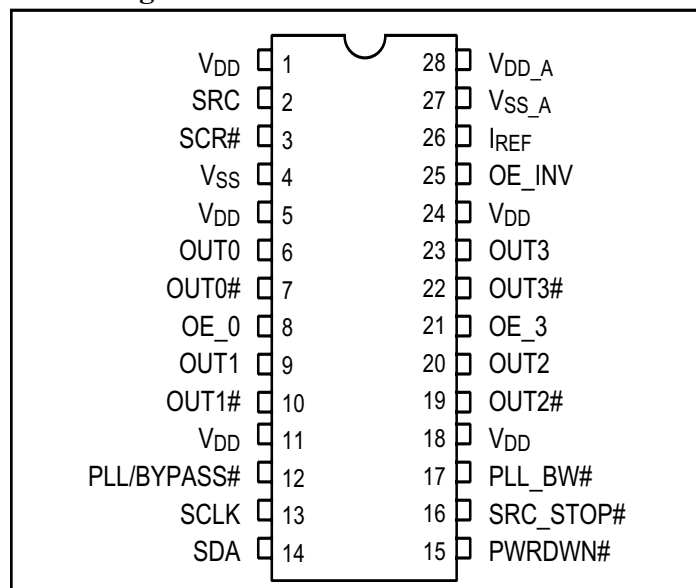 VDD 1 28 VDD_A
SRC 2 27 VSS_A
SCR# 3 26 IREF
VSS 4 25 OE_INV
VDD 5 24 VDD
OUT0 6 23 OUT3
OUT0# 7 22 OUT3#
OE_0 8 21 OE_3
OUT1 9 20 OUT2
OUT1# 10 19 OUT2#
VDD 11 18 VDD
PLL/BYPASS# 12 17 PLL_BW#
SCLK 13 16 SRC_STOP#
SDA 14 15 PWRDWN#